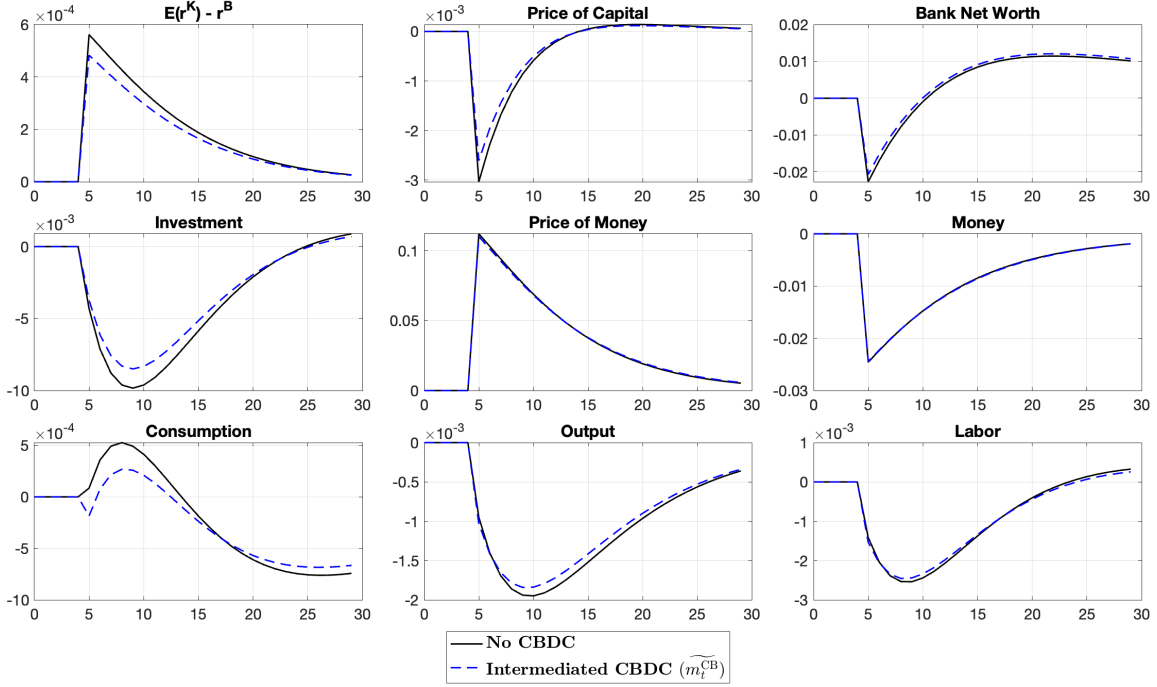 E(r^K) - r^B
×10^-4
6
4
2
0
0 5 10 15 20 25 30
Price of Capital
×10^-3
0
-1
-2
-3
0 5 10 15 20 25 30
Bank Net Worth
0.02
0.01
0
-0.01
-0.02
0 5 10 15 20 25 30
Investment
×10^-3
0
-5
-10
0 5 10 15 20 25 30
Price of Money
0.1
0.05
0
0 5 10 15 20 25 30
Money
0
-0.01
-0.02
-0.03
0 5 10 15 20 25 30
Consumption
×10^-4
5
0
-5
-10
0 5 10 15 20 25 30
Output
×10^-3
0
-0.5
-1
-1.5
-2
0 5 10 15 20 25 30
Labor
×10^-3
1
0
-1
-2
-3
0 5 10 15 20 25 30
No CBDC
Intermediated CBDC (\widetilde{m_t^{CB}})